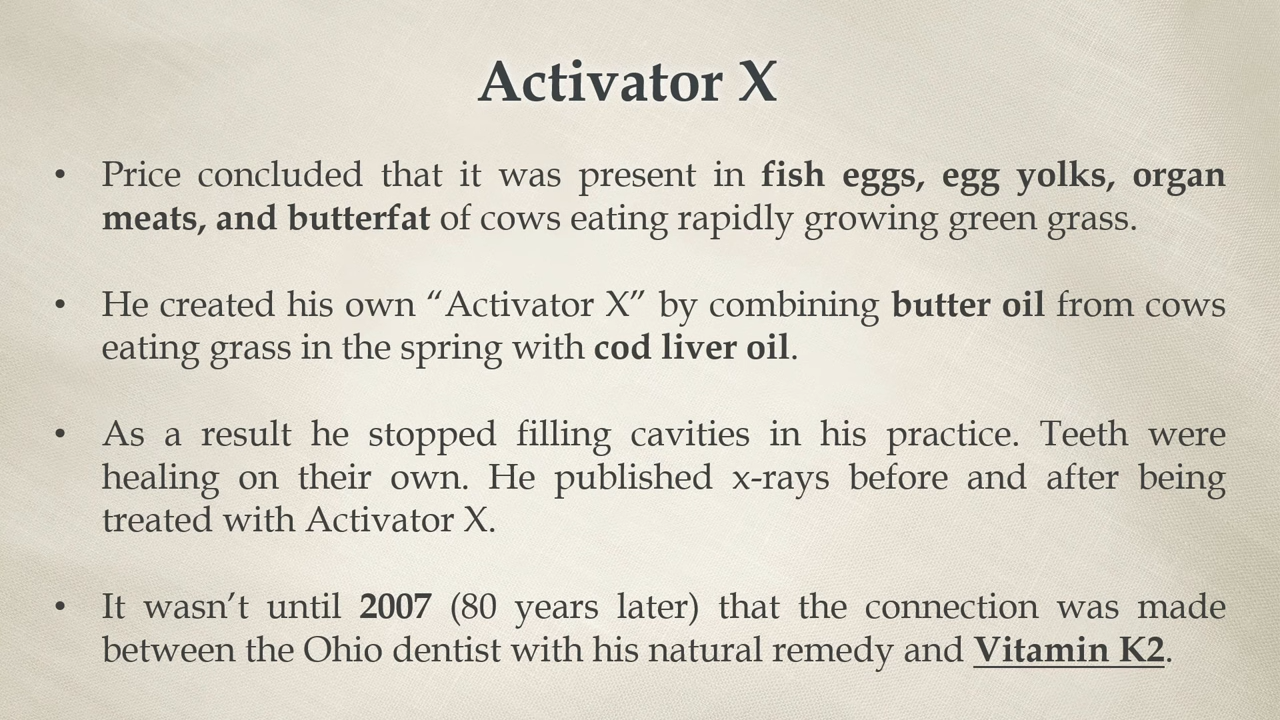 Activator X
• Price concluded that it was present in fish eggs, egg yolks, organ
meats, and butterfat of cows eating rapidly growing green grass.
• He created his own “Activator X” by combining butter oil from cows
eating grass in the spring with cod liver oil.
• As a result he stopped filling cavities in his practice. Teeth were
healing on their own. He published x-rays before and after being
treated with Activator X.
• It wasn’t until 2007 (80 years later) that the connection was made
between the Ohio dentist with his natural remedy and Vitamin K2.